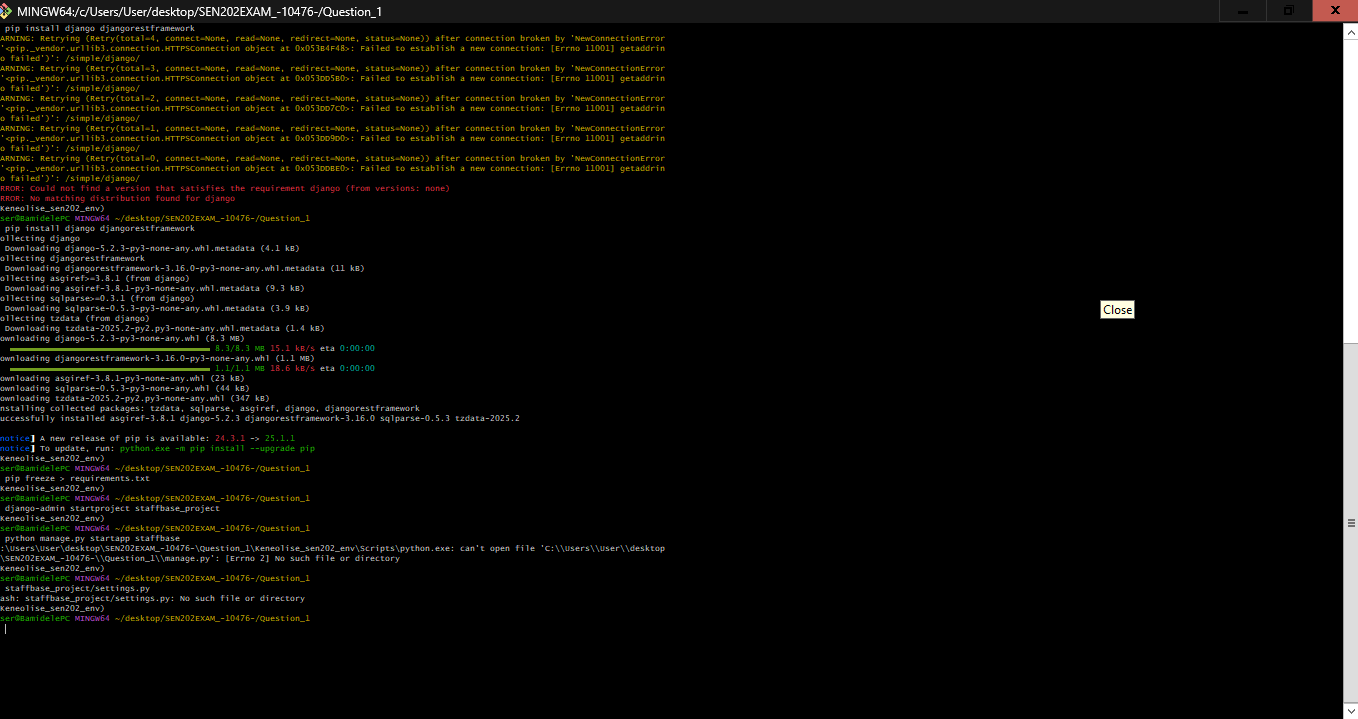 MINGW64:/c/Users/User/desktop/SEN202EXAM_-10476-/Question_1
pip install django djangorestframework
ARNING: Retrying (Retry(total=4, connect=None, read=None, redirect=None, status=None)) after connection broken by 'NewConnectionError
'<pip._vendor.urllib3.connection.HTTPSConnection object at 0x053B4F48>: Failed to establish a new connection: [Errno 11001] getaddrin
o failed')': /simple/django/
ARNING: Retrying (Retry(total=3, connect=None, read=None, redirect=None, status=None)) after connection broken by 'NewConnectionError
'<pip._vendor.urllib3.connection.HTTPSConnection object at 0x053DD5B0>: Failed to establish a new connection: [Errno 11001] getaddrin
o failed')': /simple/django/
ARNING: Retrying (Retry(total=2, connect=None, read=None, redirect=None, status=None)) after connection broken by 'NewConnectionError
'<pip._vendor.urllib3.connection.HTTPSConnection object at 0x053DD7C0>: Failed to establish a new connection: [Errno 11001] getaddrin
o failed')': /simple/django/
ARNING: Retrying (Retry(total=1, connect=None, read=None, redirect=None, status=None)) after connection broken by 'NewConnectionError
'<pip._vendor.urllib3.connection.HTTPSConnection object at 0x053DD9D0>: Failed to establish a new connection: [Errno 11001] getaddrin
o failed')': /simple/django/
ARNING: Retrying (Retry(total=0, connect=None, read=None, redirect=None, status=None)) after connection broken by 'NewConnectionError
'<pip._vendor.urllib3.connection.HTTPSConnection object at 0x053DDBE0>: Failed to establish a new connection: [Errno 11001] getaddrin
o failed')': /simple/django/
RROR: Could not find a version that satisfies the requirement django (from versions: none)
RROR: No matching distribution found for django
Keneolise_sen202_env)
ser@BamidelePC MINGW64 ~/desktop/SEN202EXAM_-10476-/Question_1
pip install django djangorestframework
ollecting django
Downloading django-5.2.3-py3-none-any.whl.metadata (4.1 kB)
ollecting djangorestframework
Downloading djangorestframework-3.16.0-py3-none-any.whl.metadata (11 kB)
ollecting asgiref>=3.8.1 (from django)
Downloading asgiref-3.8.1-py3-none-any.whl.metadata (9.3 kB)
ollecting sqlparse>=0.3.1 (from django)
Downloading sqlparse-0.5.3-py3-none-any.whl.metadata (3.9 kB)
ollecting tzdata (from django)
Downloading tzdata-2025.2-py2.py3-none-any.whl.metadata (1.4 kB)
ownloading django-5.2.3-py3-none-any.whl (8.3 MB)
8.3/8.3 MB 15.1 kB/s eta 0:00:00
ownloading djangorestframework-3.16.0-py3-none-any.whl (1.1 MB)
1.1/1.1 MB 18.6 kB/s eta 0:00:00
ownloading asgiref-3.8.1-py3-none-any.whl (23 kB)
ownloading sqlparse-0.5.3-py3-none-any.whl (44 kB)
ownloading tzdata-2025.2-py2.py3-none-any.whl (347 kB)
nstalling collected packages: tzdata, sqlparse, asgiref, django, djangorestframework
uccessfully installed asgiref-3.8.1 django-5.2.3 djangorestframework-3.16.0 sqlparse-0.5.3 tzdata-2025.2
notice] A new release of pip is available: 24.3.1 -> 25.1.1
notice] To update, run: python.exe -m pip install --upgrade pip
Keneolise_sen202_env)
ser@BamidelePC MINGW64 ~/desktop/SEN202EXAM_-10476-/Question_1
pip freeze > requirements.txt
Keneolise_sen202_env)
ser@BamidelePC MINGW64 ~/desktop/SEN202EXAM_-10476-/Question_1
django-admin startproject staffbase_project
Keneolise_sen202_env)
ser@BamidelePC MINGW64 ~/desktop/SEN202EXAM_-10476-/Question_1
python manage.py startapp staffbase
:\Users\User\desktop\SEN202EXAM_-10476-\Question_1\Keneolise_sen202_env\Scripts\python.exe: can't open file 'C:\\Users\\User\\desktop
\SEN202EXAM_-10476-\\Question_1\\manage.py': [Errno 2] No such file or directory
Keneolise_sen202_env)
ser@BamidelePC MINGW64 ~/desktop/SEN202EXAM_-10476-/Question_1
staffbase_project/settings.py
ash: staffbase_project/settings.py: No such file or directory
Keneolise_sen202_env)
ser@BamidelePC MINGW64 ~/desktop/SEN202EXAM_-10476-/Question_1
Close